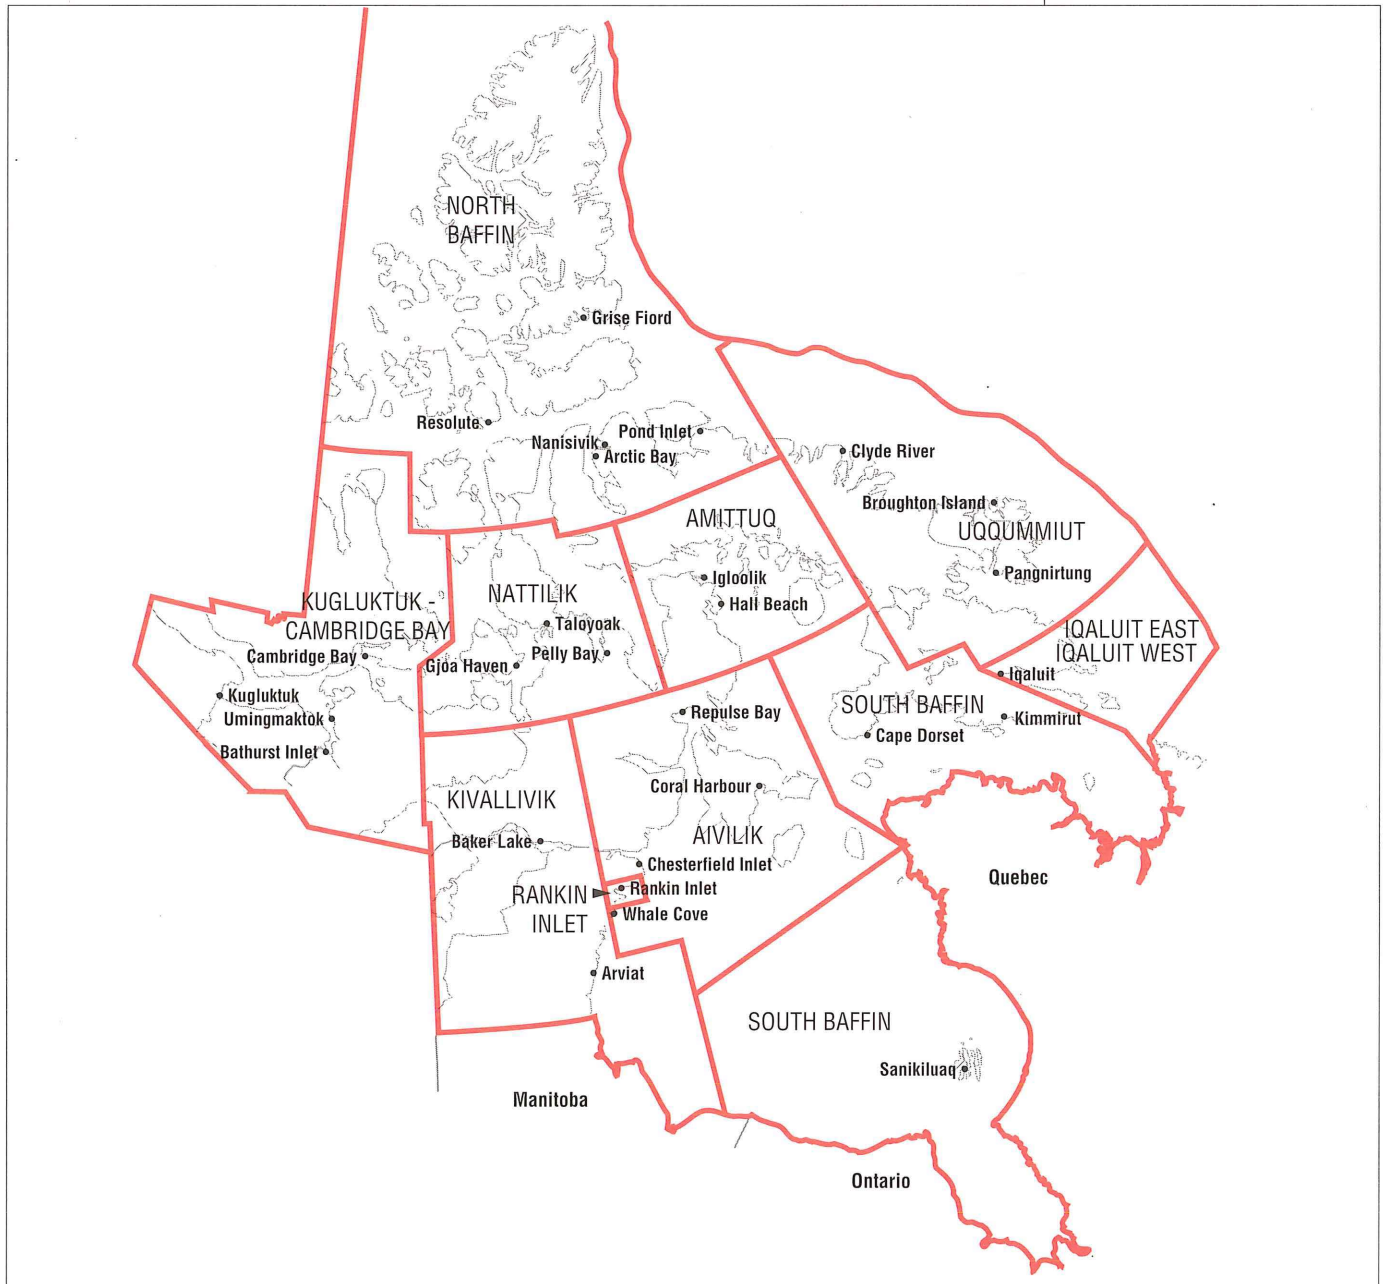 NORTH
BAFFIN
Grise Fiord
Resolute
Nanisivik
Pond Inlet
Arctic Bay
Clyde River
Broughton Island
AMITTUQ
UQQUMMIUT
Igloolik
Pangnirtung
Hall Beach
NATTILIK
KUGLUKTUK -
CAMBRIDGE BAY
Taloyoak
IQALUIT EAST
IQALUIT WEST
Cambridge Bay
Gjoa Haven
Pelly Bay
Iqaluit
Kugluktuk
Umingmaktok
Repulse Bay
SOUTH BAFFIN
Kimmirut
Cape Dorset
Bathurst Inlet
Coral Harbour
KIVALLIVIK
AIVILIK
Baker Lake
Chesterfield Inlet
Quebec
RANKIN
INLET
Rankin Inlet
Whale Cove
Arviat
SOUTH BAFFIN
Sanikiluaq
Manitoba
Ontario